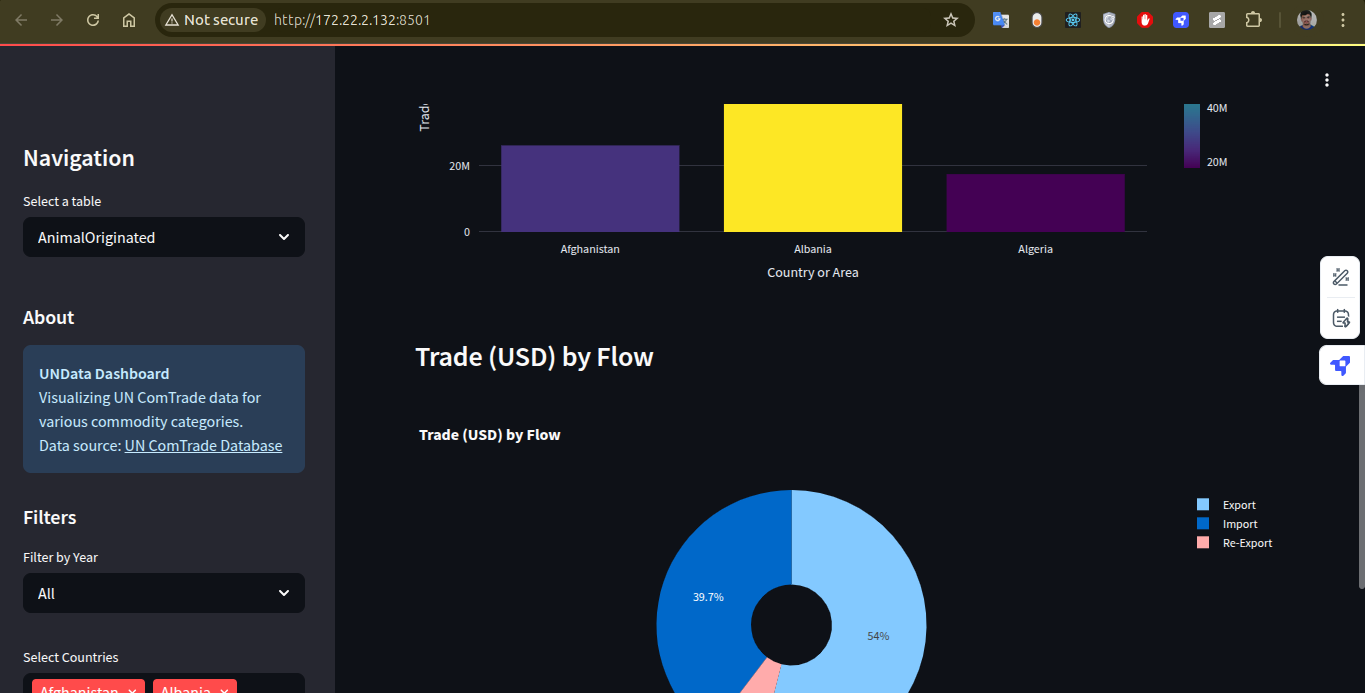 Not secure
http://172.22.2.132:8501
Navigation
Select a table
AnimalOriginated
About
UNData Dashboard
Visualizing UN ComTrade data for
various commodity categories.
Data source: UN ComTrade Database
Filters
Filter by Year
All
Select Countries
Afghanistan ×
Albania ×
Trad
20M
0
Afghanistan
Albania
Algeria
Country or Area
40M
20M
Trade (USD) by Flow
Trade (USD) by Flow
39.7%
54%
Export
Import
Re-Export